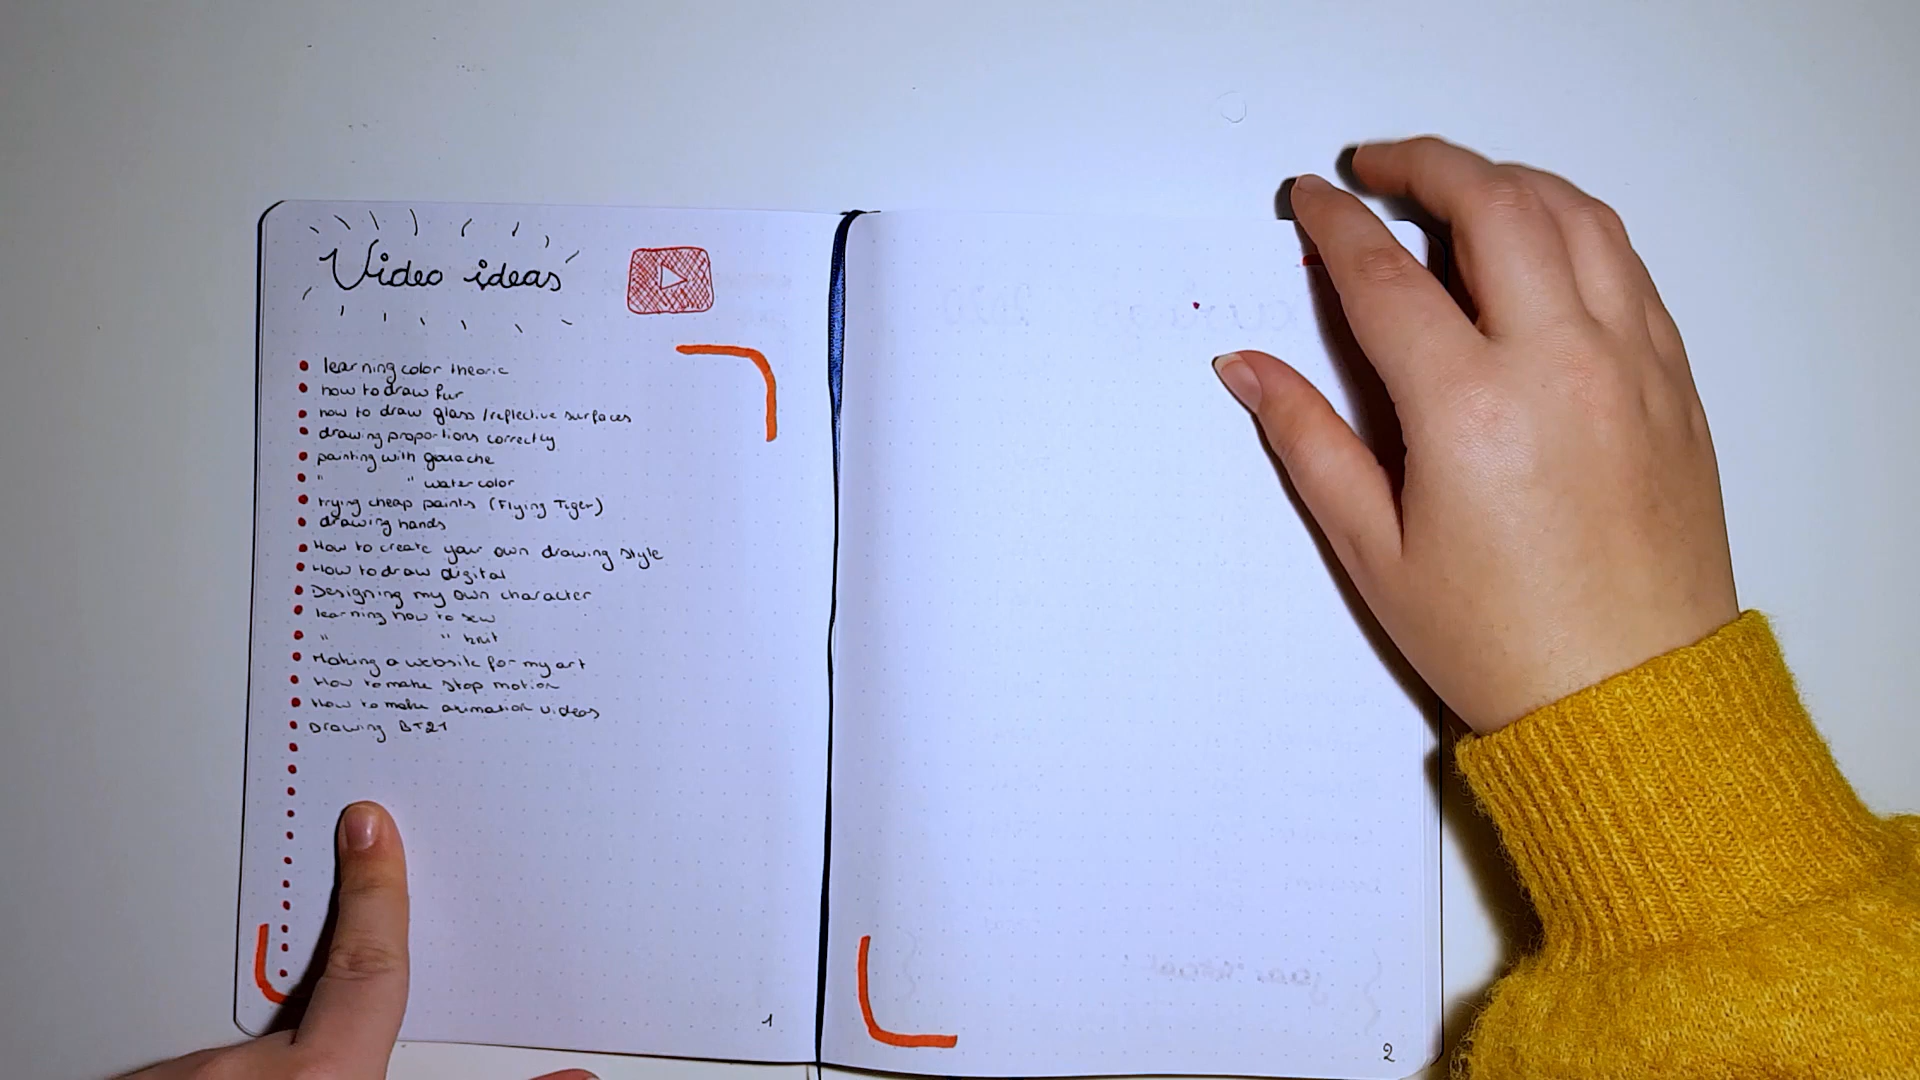 Video ideas
learning color theorie
how to draw fur
how to draw glass/reflective surfaces
drawing proportions correctly
painting with gouache
" " watercolor
trying cheap paints (Flying Tiger)
drawing hands
How to create your own drawing style
How to draw digital
Designing my own character
learning how to sew
" " knit
Making a website for my art
How to make stop motion
How to make animation videos
Drawing BT21
1
2